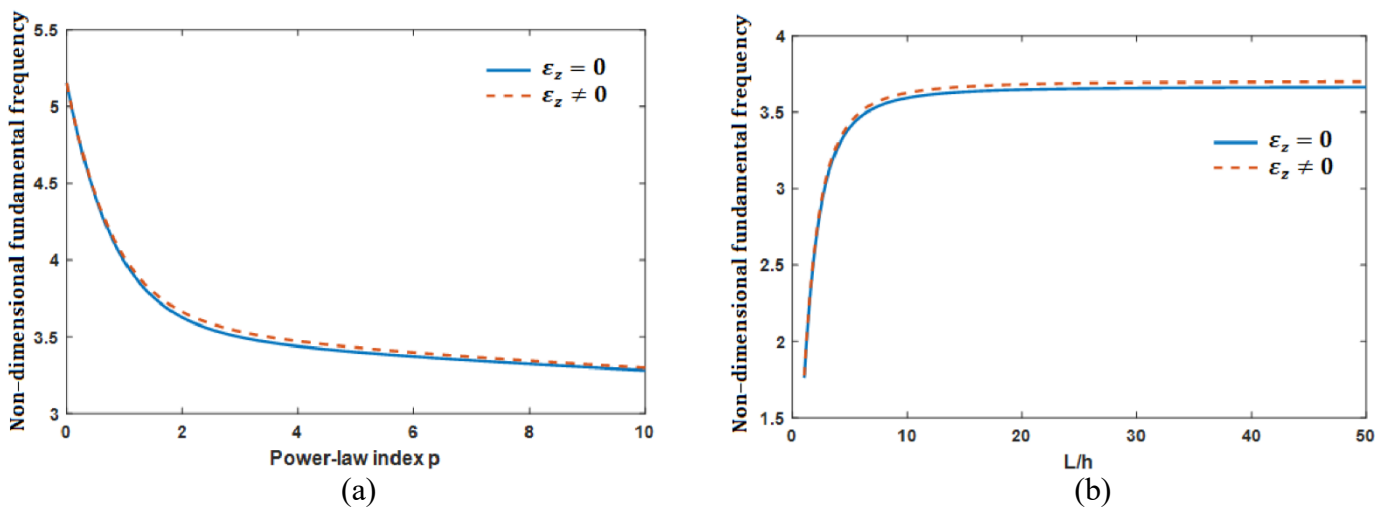 Non-dimensional fundamental frequency
5.5
5
4.5
4
3.5
3
0 2 4 6 8 10
Power-law index p
εz = 0
εz ≠ 0
(a)
Non-dimensional fundamental frequency
4
3.5
3
2.5
2
1.5
0 10 20 30 40 50
L/h
εz = 0
εz ≠ 0
(b)